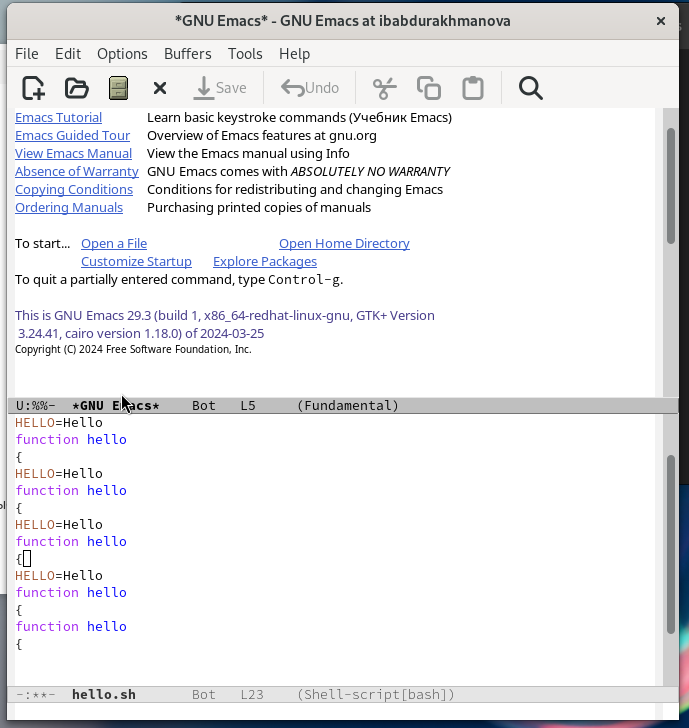 *GNU Emacs* - GNU Emacs at ibabdurakhmanova
File Edit Options Buffers Tools Help
Save Undo
Emacs Tutorial Learn basic keystroke commands (Учебник Emacs)
Emacs Guided Tour Overview of Emacs features at gnu.org
View Emacs Manual View the Emacs manual using Info
Absence of Warranty GNU Emacs comes with ABSOLUTELY NO WARRANTY
Copying Conditions Conditions for redistributing and changing Emacs
Ordering Manuals Purchasing printed copies of manuals
To start... Open a File Open Home Directory
Customize Startup Explore Packages
To quit a partially entered command, type Control-g.
This is GNU Emacs 29.3 (build 1, x86_64-redhat-linux-gnu, GTK+ Version
3.24.41, cairo version 1.18.0) of 2024-03-25
Copyright (C) 2024 Free Software Foundation, Inc.
U:%%- *GNU Emacs* Bot L5 (Fundamental)
HELLO=Hello
function hello
{
HELLO=Hello
function hello
{
HELLO=Hello
function hello
{
HELLO=Hello
function hello
{
function hello
{
-:**- hello.sh Bot L23 (Shell-script[bash])